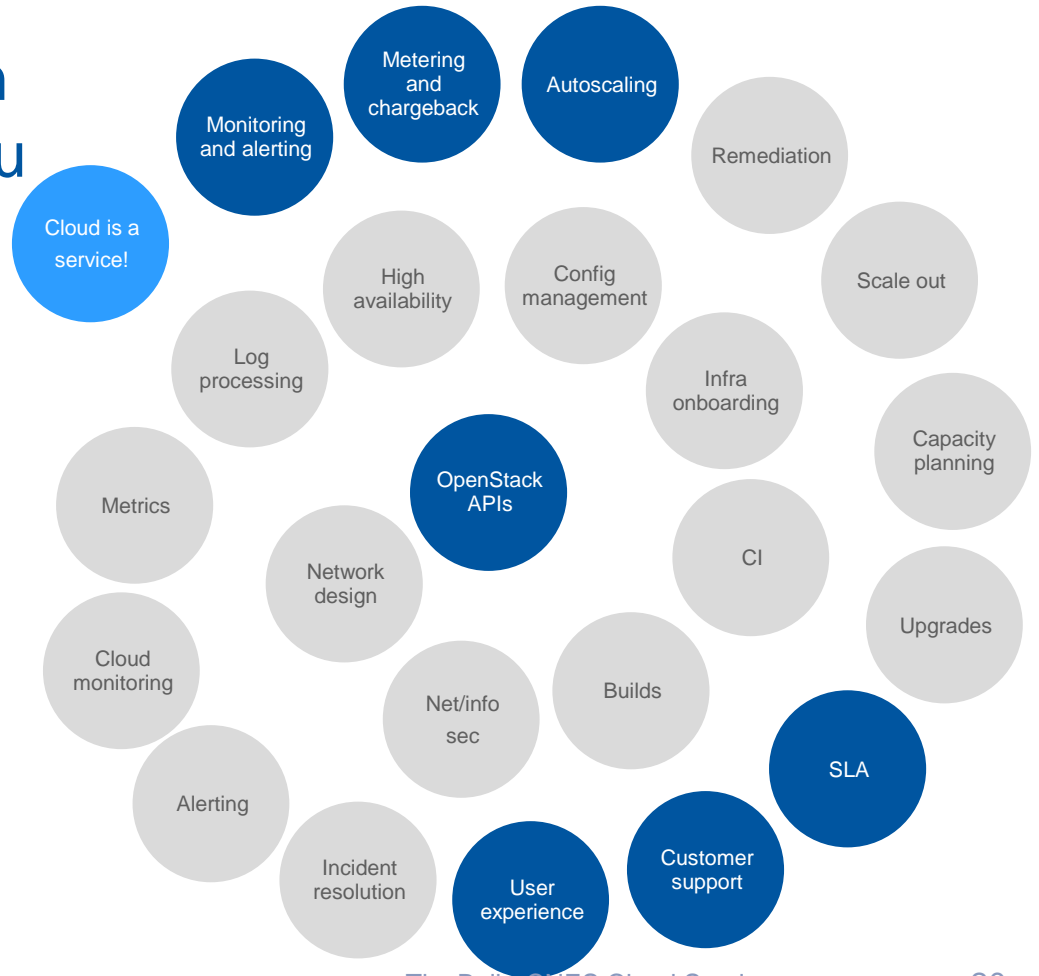 Metering
and
chargeback
Autoscaling
Monitoring
and alerting
Remediation
Cloud is a
service!
High
availability
Config
management
Scale out
Log
processing
Infra
onboarding
Capacity
planning
OpenStack
APIs
Metrics
CI
Network
design
Upgrades
Cloud
monitoring
Net/info
sec
Builds
SLA
Alerting
Customer
support
Incident
resolution
User
experience